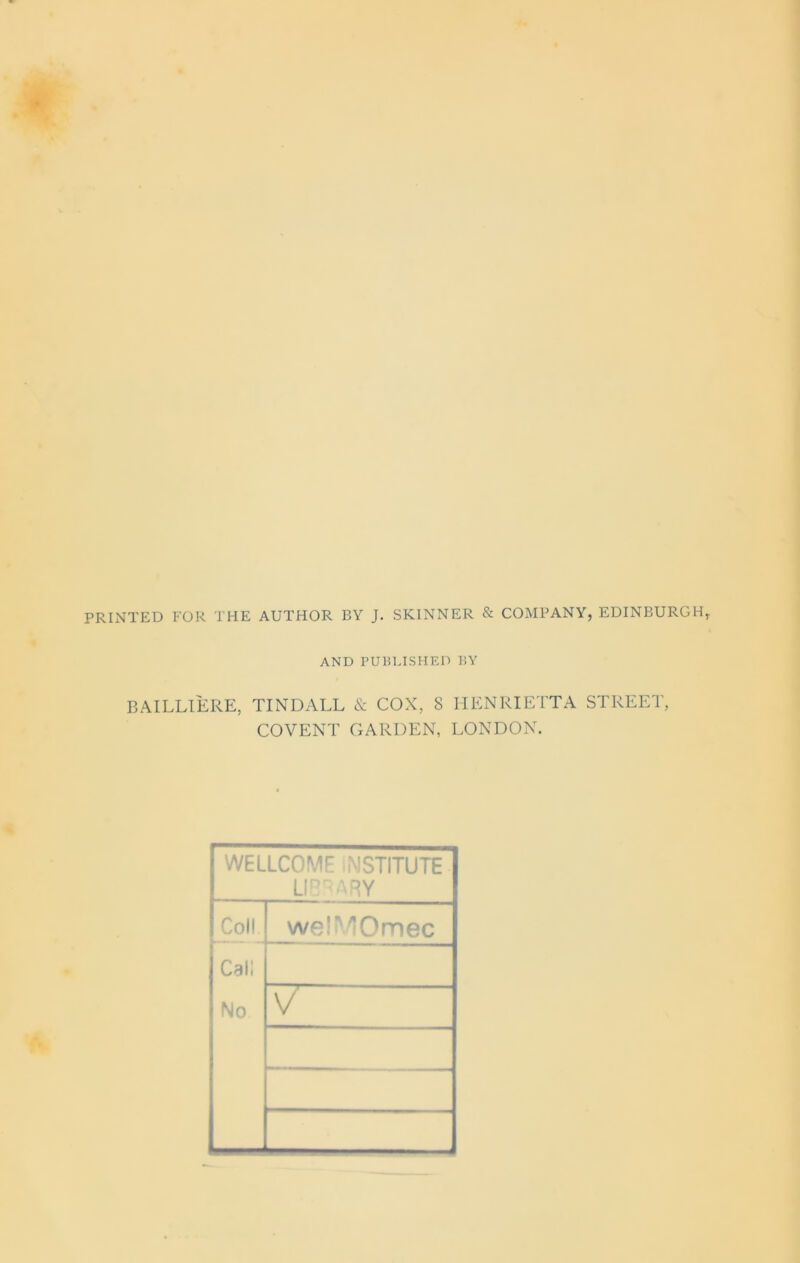 PRINTED FOR THE AUTHOR BY J. SKINNER & COMPANY, EDINBURGH,
AND PUBLISHED BY
BAILLIÈRE, TINDALL & COX, 8 HENRIETTA STREET,
COVENT GARDEN, LONDON.
WELLCOME INSTITUTE
LIBRARY
Coll. welMOmec
Call
No. V